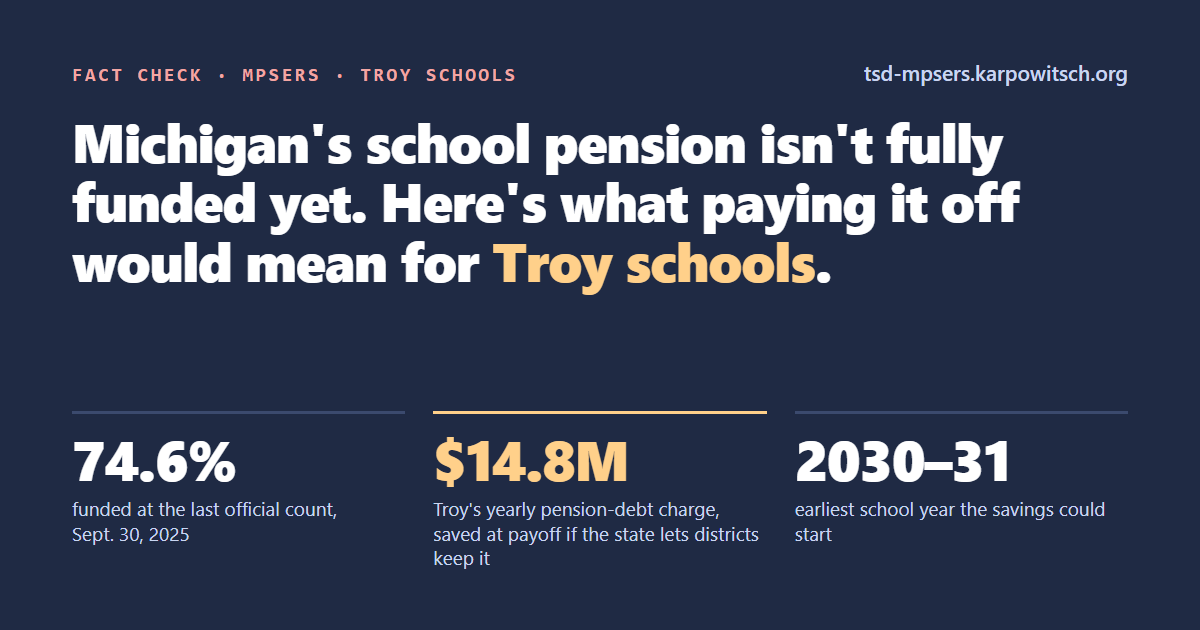 FACT CHECK • MPSERS • TROY SCHOOLS
tsd-mpsers.karpowitsch.org
Michigan's school pension isn't fully
funded yet. Here's what paying it off
would mean for Troy schools.
74.6%
funded at the last official count,
Sept. 30, 2025
$14.8M
Troy's yearly pension-debt charge,
saved at payoff if the state lets districts
keep it
2030–31
earliest school year the savings could
start